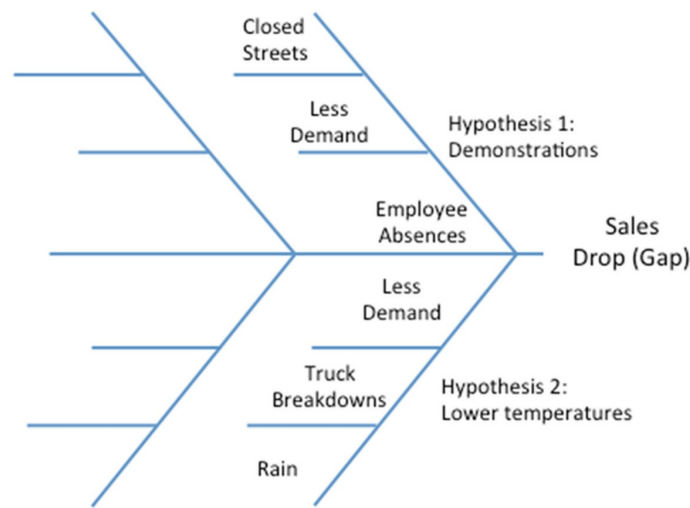 Closed
Streets
Less
Demand
Hypothesis 1:
Demonstrations
Employee
Absences
Sales
Drop (Gap)
Less
Demand
Truck
Breakdowns
Hypothesis 2:
Lower temperatures
Rain